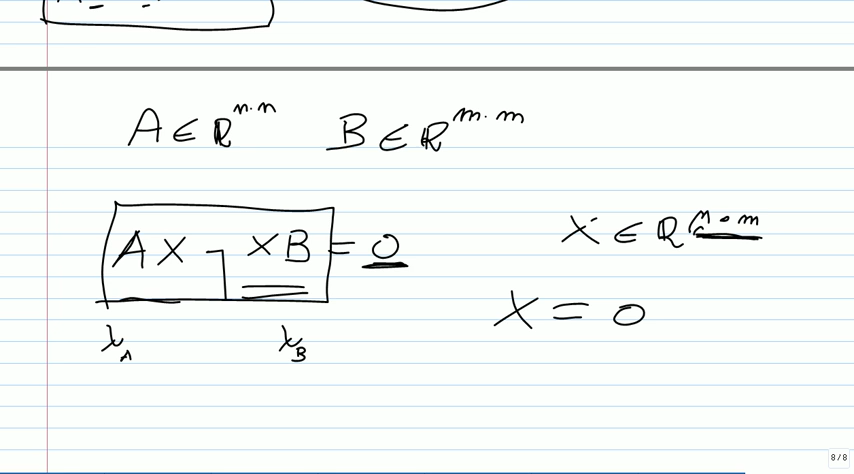 A ∈ ℝ^{n·n} B ∈ ℝ^{m·m}
AX - XB = 0 X ∈ ℝ^{n·m}
X = 0
λ_A λ_B
8/8